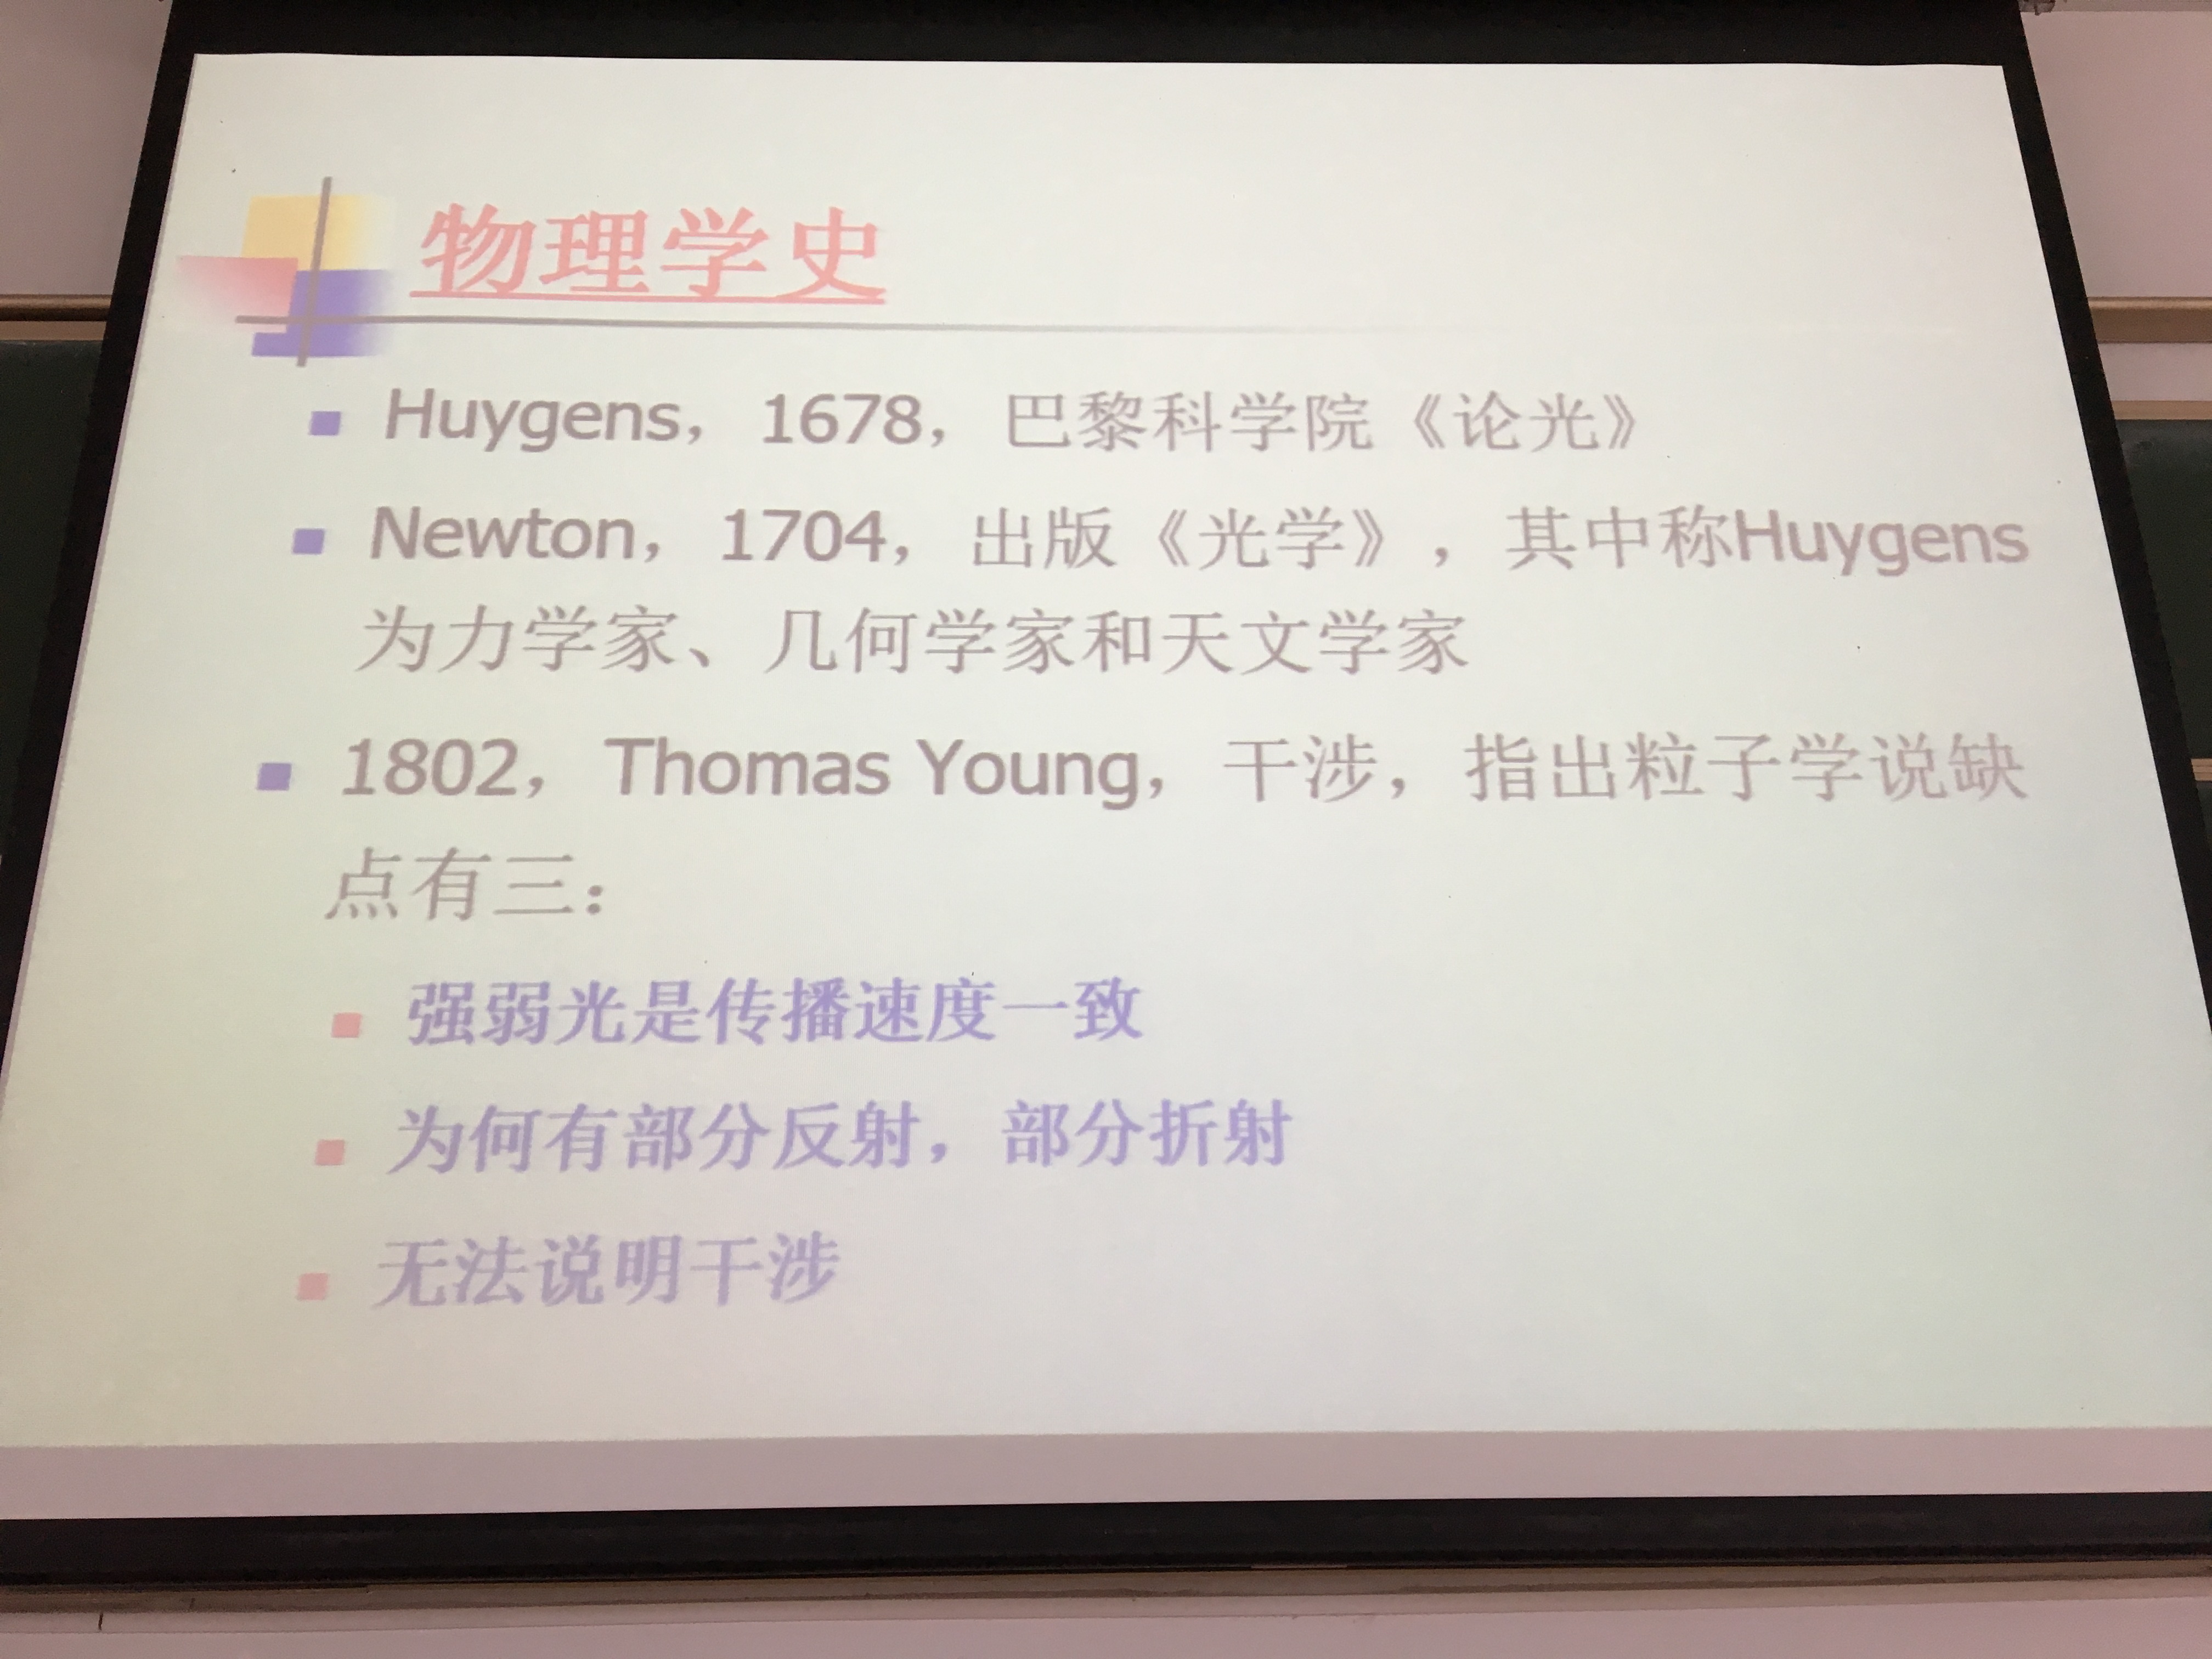 物理学史
Huygens，1678，巴黎科学院《论光》
Newton，1704，出版《光学》，其中称Huygens
为力学家、几何学家和天文学家
1802，Thomas Young，干涉，指出粒子学说缺
点有三：
强弱光是传播速度一致
为何有部分反射，部分折射
无法说明干涉